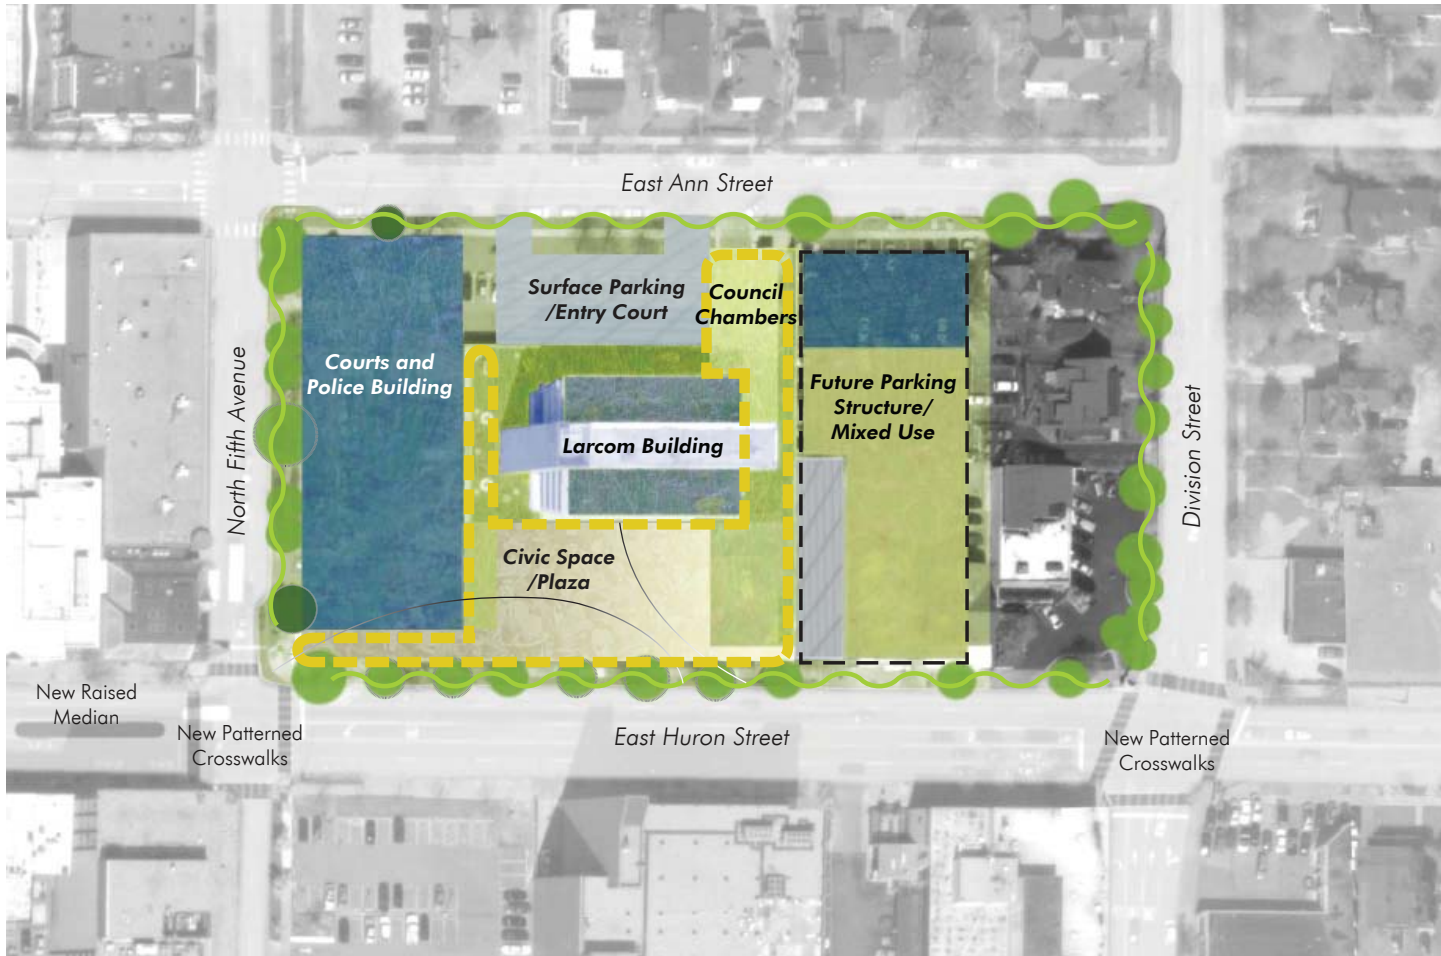 East Ann Street
Surface Parking
/Entry Court
Council
Chambers
Courts and
Police Building
Future Parking
Structure/
Mixed Use
Larcom Building
North Fifth Avenue
Division Street
Civic Space
/Plaza
New Raised
Median
New Patterned
Crosswalks
East Huron Street
New Patterned
Crosswalks